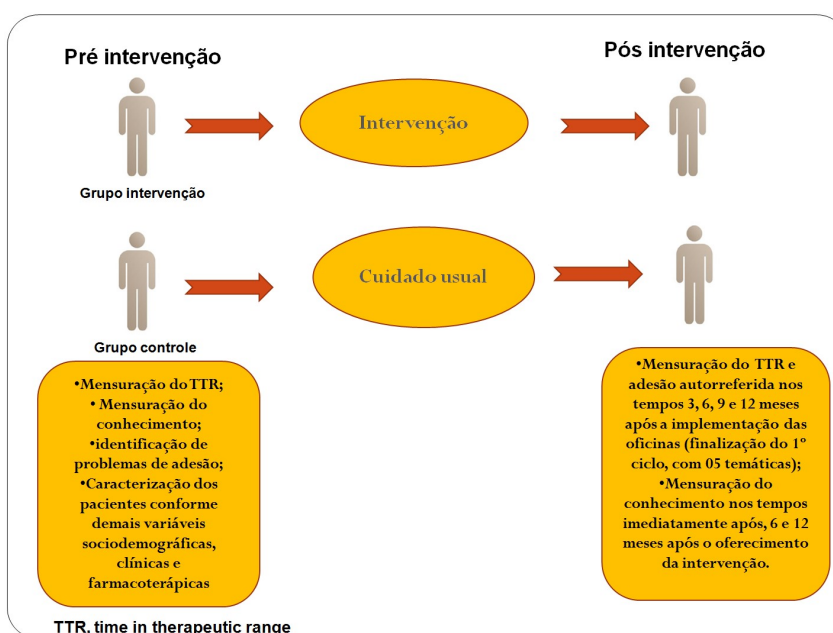 Pré intervenção
Pós intervenção
Intervenção
Grupo intervenção
Cuidado usual
Grupo controle
•Mensuração do TTR;
• Mensuração do
conhecimento;
•identificação de
problemas de adesão;
•Caracterização dos
pacientes conforme
demais variáveis
sociodemográficas,
clínicas e
farmacoterápicas
•Mensuração do TTR e
adesão autorreferida nos
tempos 3, 6, 9 e 12 meses
após a implementação das
oficinas (finalização do 1º
ciclo, com 05 temáticas);
•Mensuração do
conhecimento nos tempos
imediatamente após, 6 e 12
meses após o oferecimento
da intervenção.
TTR, time in therapeutic range